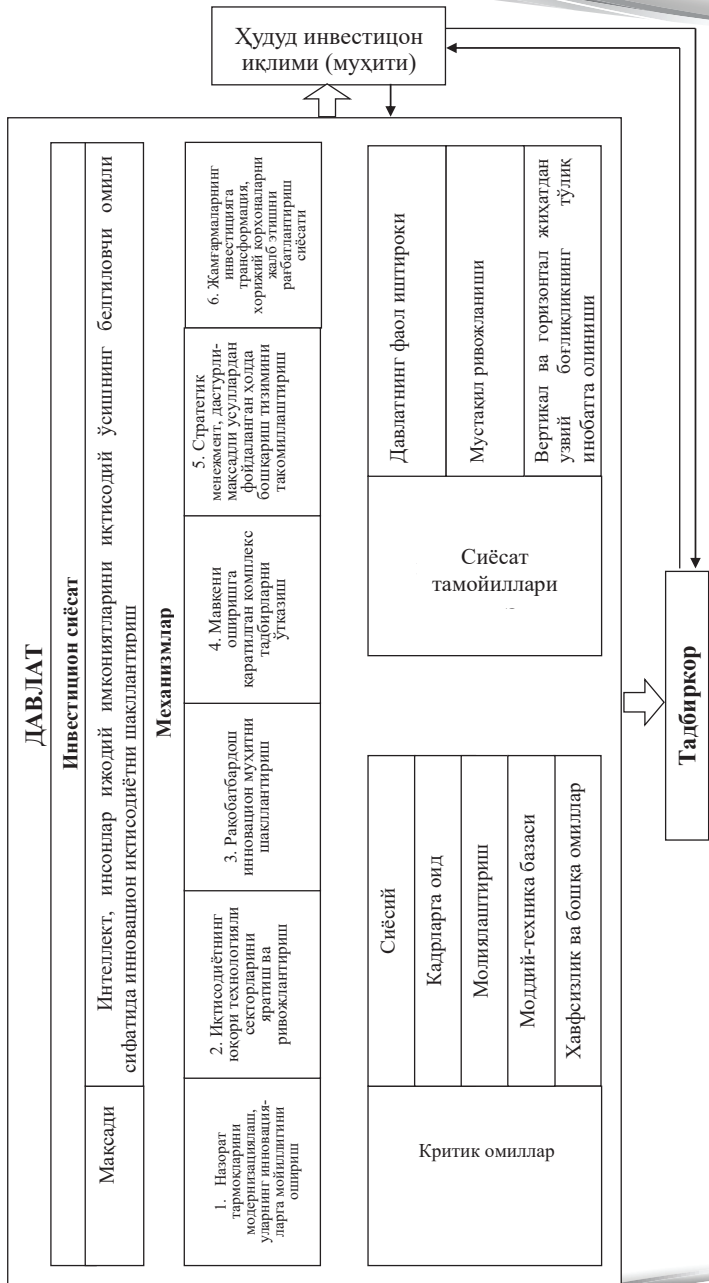 ДАВЛАТ
Инвестицион сиёсат
Мақсади
Интеллект, инсонлар ижодий имкониятларини иқтисодий ўсишнинг белгиловчи омили
сифатида инновацион иқтисодиётни шакллантириш
Механизмлар
1. Назорат
тармоқларини
модернизациялаш,
уларнинг инновация-
ларга мойиллигини
ошириш
2. Иқтисодиётнинг
юқори технологияли
секторларини
яратиш ва
ривожлантириш
3. Рақобатбардош
инновацион муҳитни
шакллантириш
4. Мавқени
оширишга
қаратилган комплекс
тадбирларни
ўтказиш
5. Стратегик
менежмент, дастурли-
мақсадли усуллардан
фойдаланган ҳолда
бошқариш тизимини
такомиллаштириш
6. Жамғармаларнинг
инвестицияга
трансформация,
хорижий корхоналарни
жалб этишни
рағбатлантириш
сиёсати
Критик омиллар
Сиёсий
Кадрларга оид
Молиялаштириш
Моддий-техника базаси
Хавфсизлик ва бошқа омиллар
Сиёсат
тамойиллари
Давлатнинг фаол иштироки
Мустақил ривожланиши
Вертикал ва горизонтал жиҳатдан
узвий боғлиқликнинг тўлиқ
инобатга олиниши
Ҳудуд инвестицон
иқлими (муҳити)
Тадбиркор